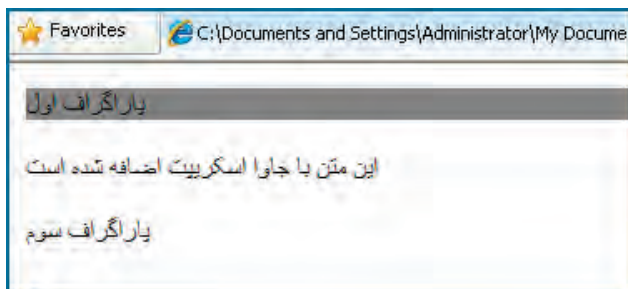 Favorites
C:\Documents and Settings\Administrator\My Docume
پاراگراف اول
این متن با جاوا اسکریپت اضافه شده است
پاراگراف سوم